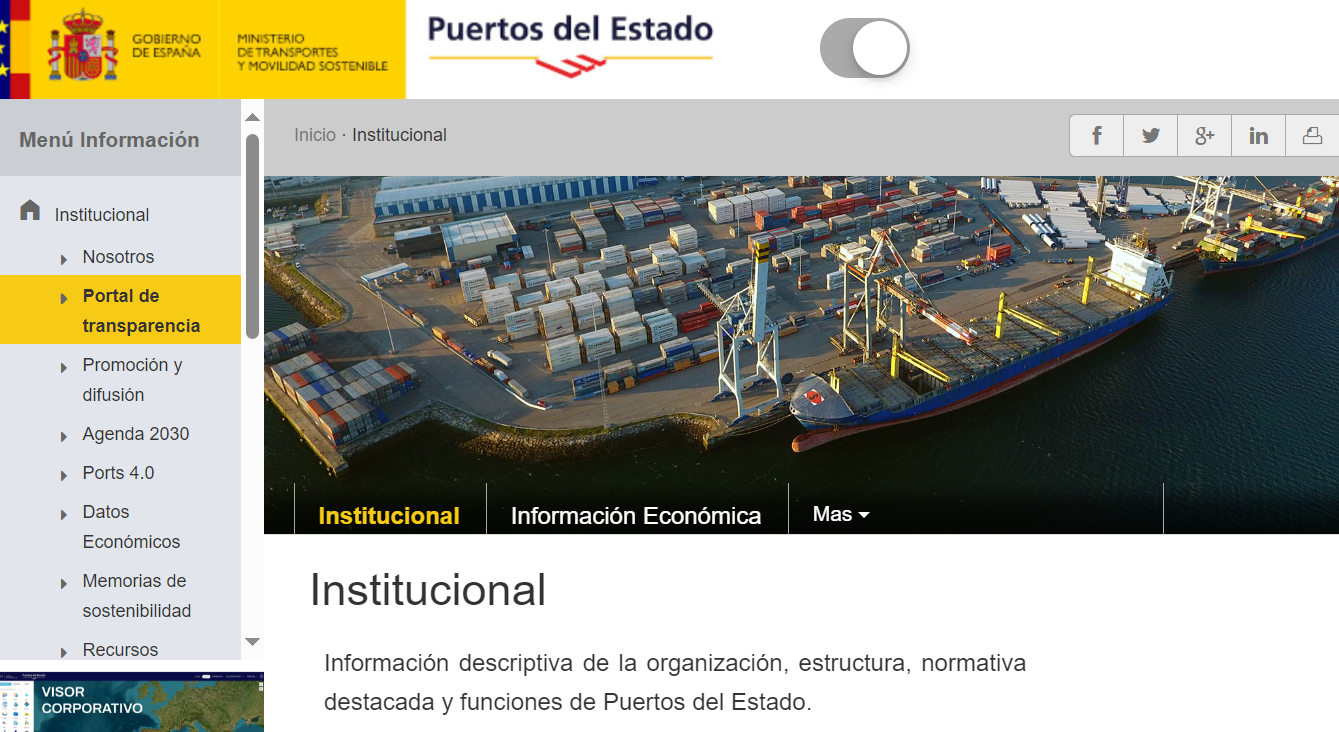 GOBIERNO
DE ESPAÑA
MINISTERIO
DE TRANSPORTES
Y MOVILIDAD SOSTENIBLE
Puertos del Estado
Menú Información
Inicio · Institucional
Institucional
Nosotros
Portal de
transparencia
Promoción y
difusión
Agenda 2030
Ports 4.0
Datos
Económicos
Memorias de
sostenibilidad
Recursos
VISOR
CORPORATIVO
Institucional
Información Económica
Mas
Institucional
Información descriptiva de la organización, estructura, normativa
destacada y funciones de Puertos del Estado.